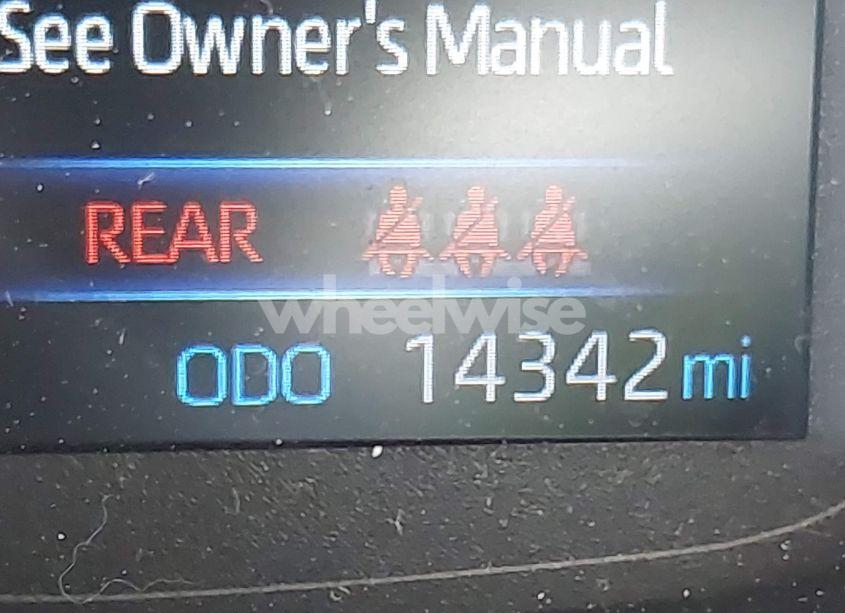 See Owner's Manual
REAR
wheelwise
ODO 14342 mi